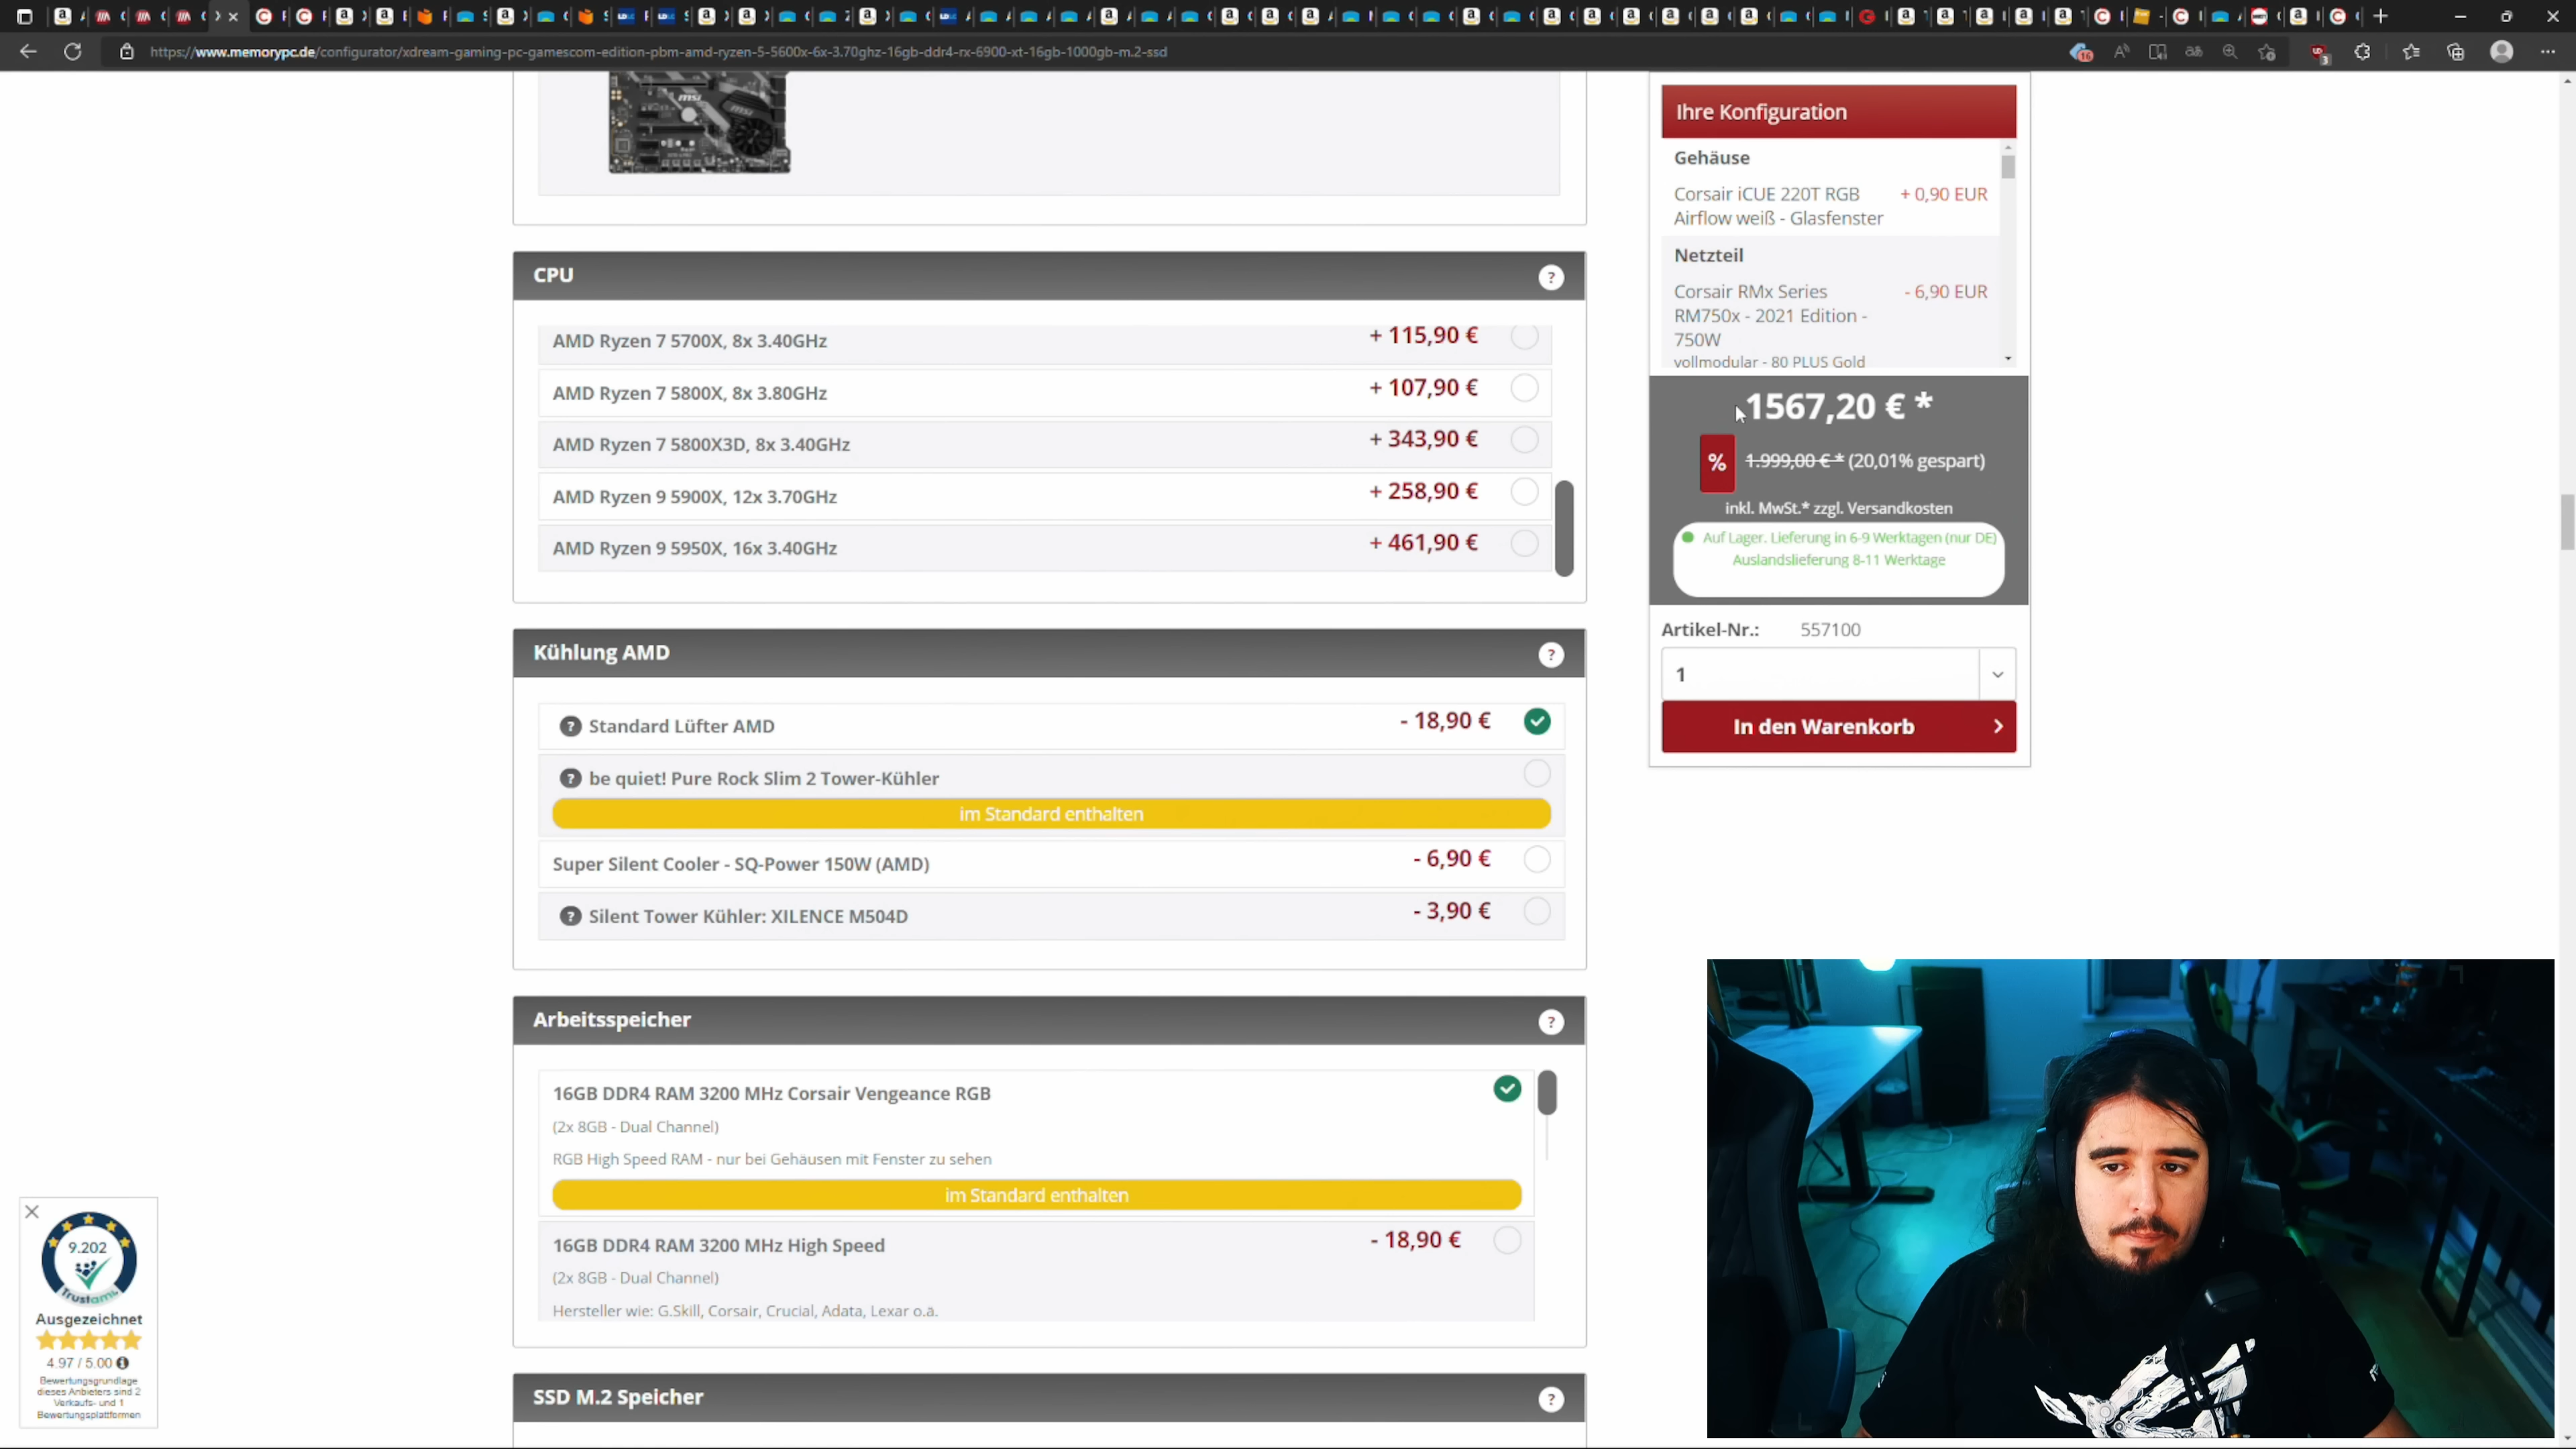 https://www.memorypc.de/configurator/xdream-gaming-pc-gamescom-edition-pbm-amd-ryzen-5-5600x-6x-3.70ghz-16gb-ddr4-rx-6900-xt-16gb-1000gb-m.2-ssd
msi
CPU
?
AMD Ryzen 7 5700X, 8x 3.40GHz + 115,90 €
AMD Ryzen 7 5800X, 8x 3.80GHz + 107,90 €
AMD Ryzen 7 5800X3D, 8x 3.40GHz + 343,90 €
AMD Ryzen 9 5900X, 12x 3.70GHz + 258,90 €
AMD Ryzen 9 5950X, 16x 3.40GHz + 461,90 €
Kühlung AMD
?
? Standard Lüfter AMD - 18,90 €
? be quiet! Pure Rock Slim 2 Tower-Kühler
im Standard enthalten
Super Silent Cooler - SQ-Power 150W (AMD) - 6,90 €
? Silent Tower Kühler: XILENCE M504D - 3,90 €
Arbeitsspeicher
?
16GB DDR4 RAM 3200 MHz Corsair Vengeance RGB
(2x 8GB - Dual Channel)
RGB High Speed RAM - nur bei Gehäusen mit Fenster zu sehen
im Standard enthalten
16GB DDR4 RAM 3200 MHz High Speed - 18,90 €
(2x 8GB - Dual Channel)
Hersteller wie: G.Skill, Corsair, Crucial, Adata, Lexar o.ä.
SSD M.2 Speicher
?
Ihre Konfiguration
Gehäuse
Corsair iCUE 220T RGB + 0,90 EUR
Airflow weiß - Glasfenster
Netzteil
Corsair RMx Series - 6,90 EUR
RM750x - 2021 Edition -
750W
vollmodular - 80 PLUS Gold
1567,20 € *
% 1.999,00 € * (20,01% gespart)
inkl. MwSt.* zzgl. Versandkosten
Auf Lager. Lieferung in 6-9 Werktagen (nur DE)
Auslandslieferung 8-11 Werktage
Artikel-Nr.: 557100
1
In den Warenkorb
9.202
Trustami
Ausgezeichnet
4.97 / 5.00
Bewertungsgrundlage
dieses Anbieters sind 2
Verkaufs- und 1
Bewertungsplattformen